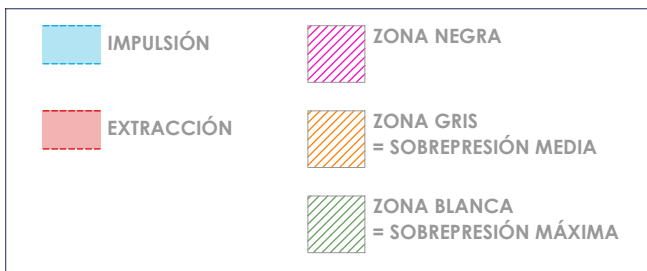 IMPULSIÓN
EXTRACCIÓN
ZONA NEGRA
ZONA GRIS
= SOBREPRESIÓN MEDIA
ZONA BLANCA
= SOBREPRESIÓN MÁXIMA